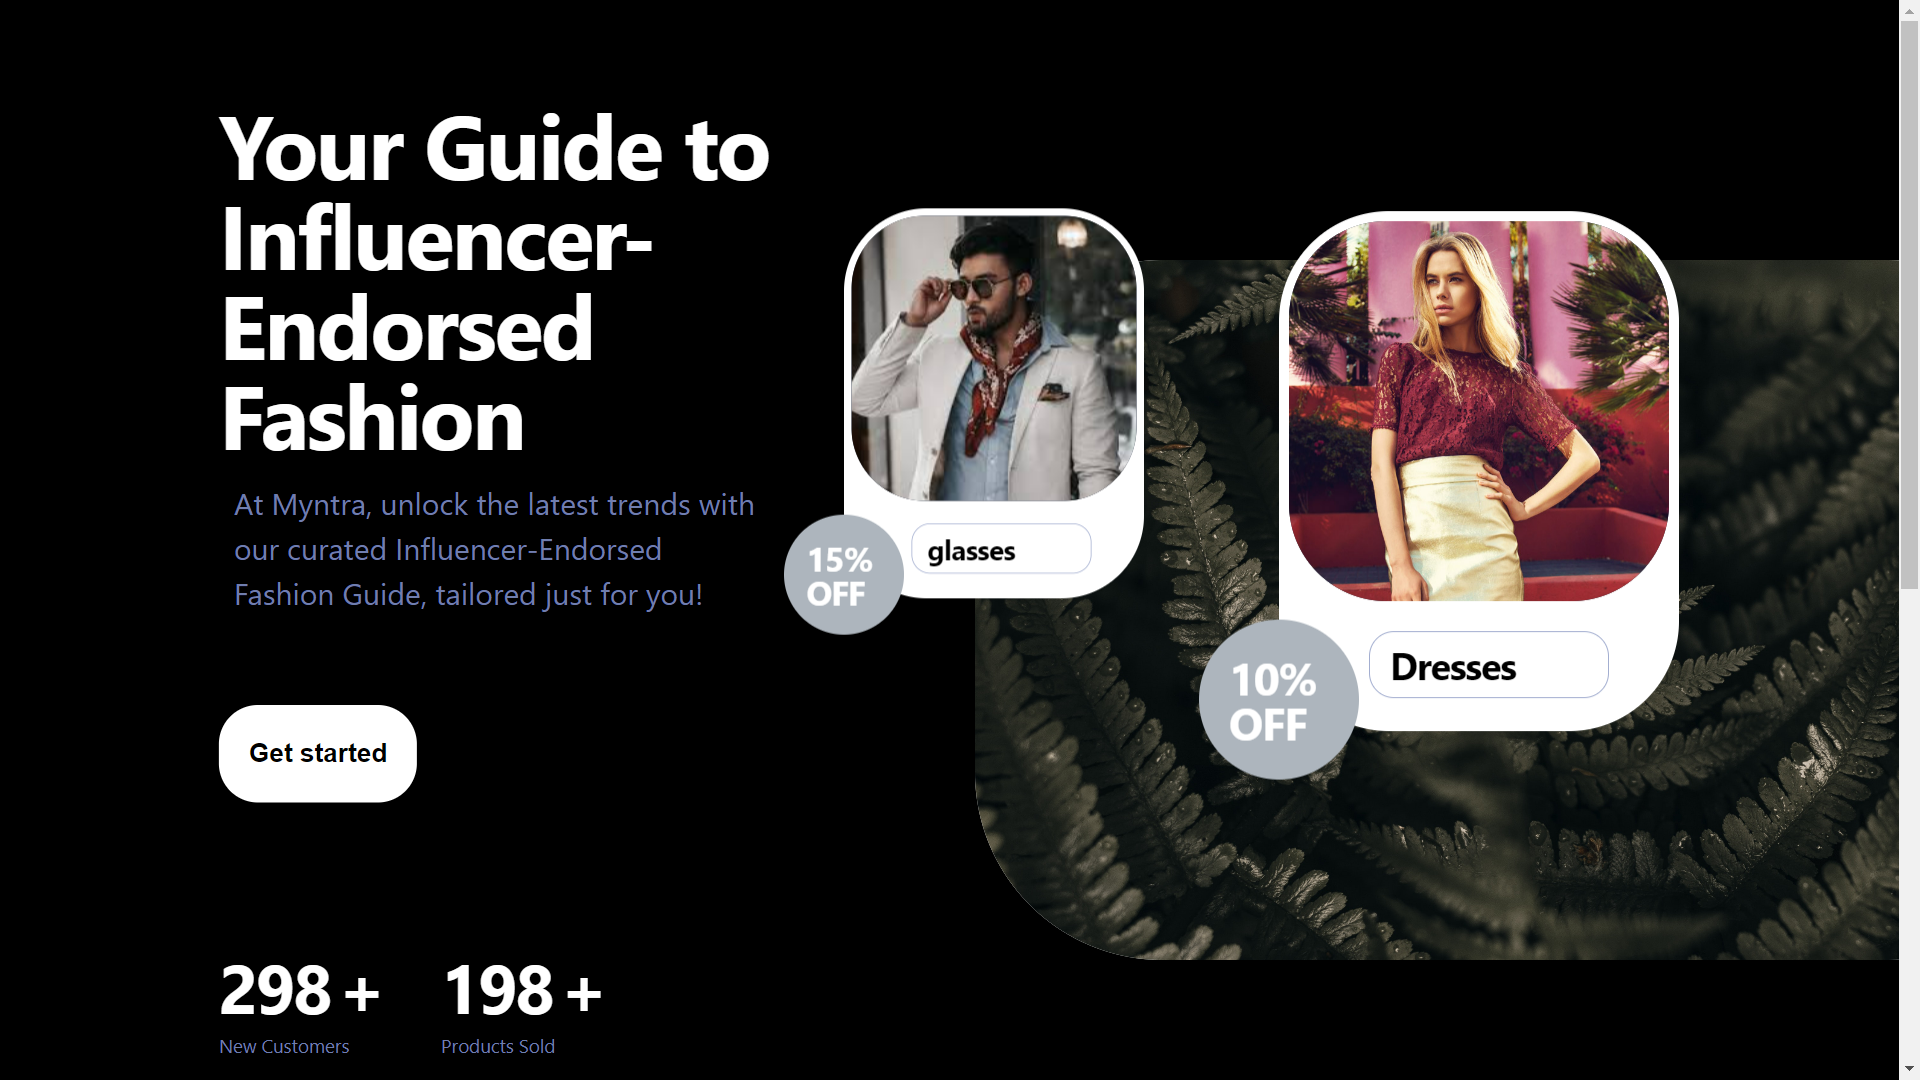 Your Guide to
Influencer-
Endorsed
Fashion
At Myntra, unlock the latest trends with
our curated Influencer-Endorsed
Fashion Guide, tailored just for you!
Get started
298 +
New Customers
198 +
Products Sold
15%
OFF
glasses
10%
OFF
Dresses